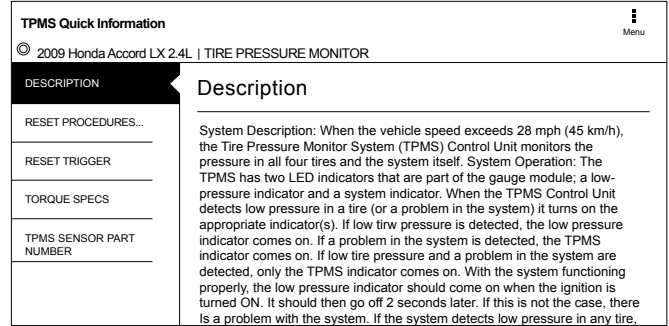 TPMS Quick Information
Menu
2009 Honda Accord LX 2.4L | TIRE PRESSURE MONITOR
DESCRIPTION
RESET PROCEDURES...
RESET TRIGGER
TORQUE SPECS
TPMS SENSOR PART
NUMBER
Description
System Description: When the vehicle speed exceeds 28 mph (45 km/h),
the Tire Pressure Monitor System (TPMS) Control Unit monitors the
pressure in all four tires and the system itself. System Operation: The
TPMS has two LED indicators that are part of the gauge module; a low-
pressure indicator and a system indicator. When the TPMS Control Unit
detects low pressure in a tire (or a problem in the system) it turns on the
appropriate indicator(s). If low tirw pressure is detected, the low pressure
indicator comes on. If a problem in the system is detected, the TPMS
indicator comes on. If low tire pressure and a problem in the system are
detected, only the TPMS indicator comes on. With the system functioning
properly, the low pressure indicator should come on when the ignition is
turned ON. It should then go off 2 seconds later. If this is not the case, there
Is a problem with the system. If the system detects low pressure in any tire,